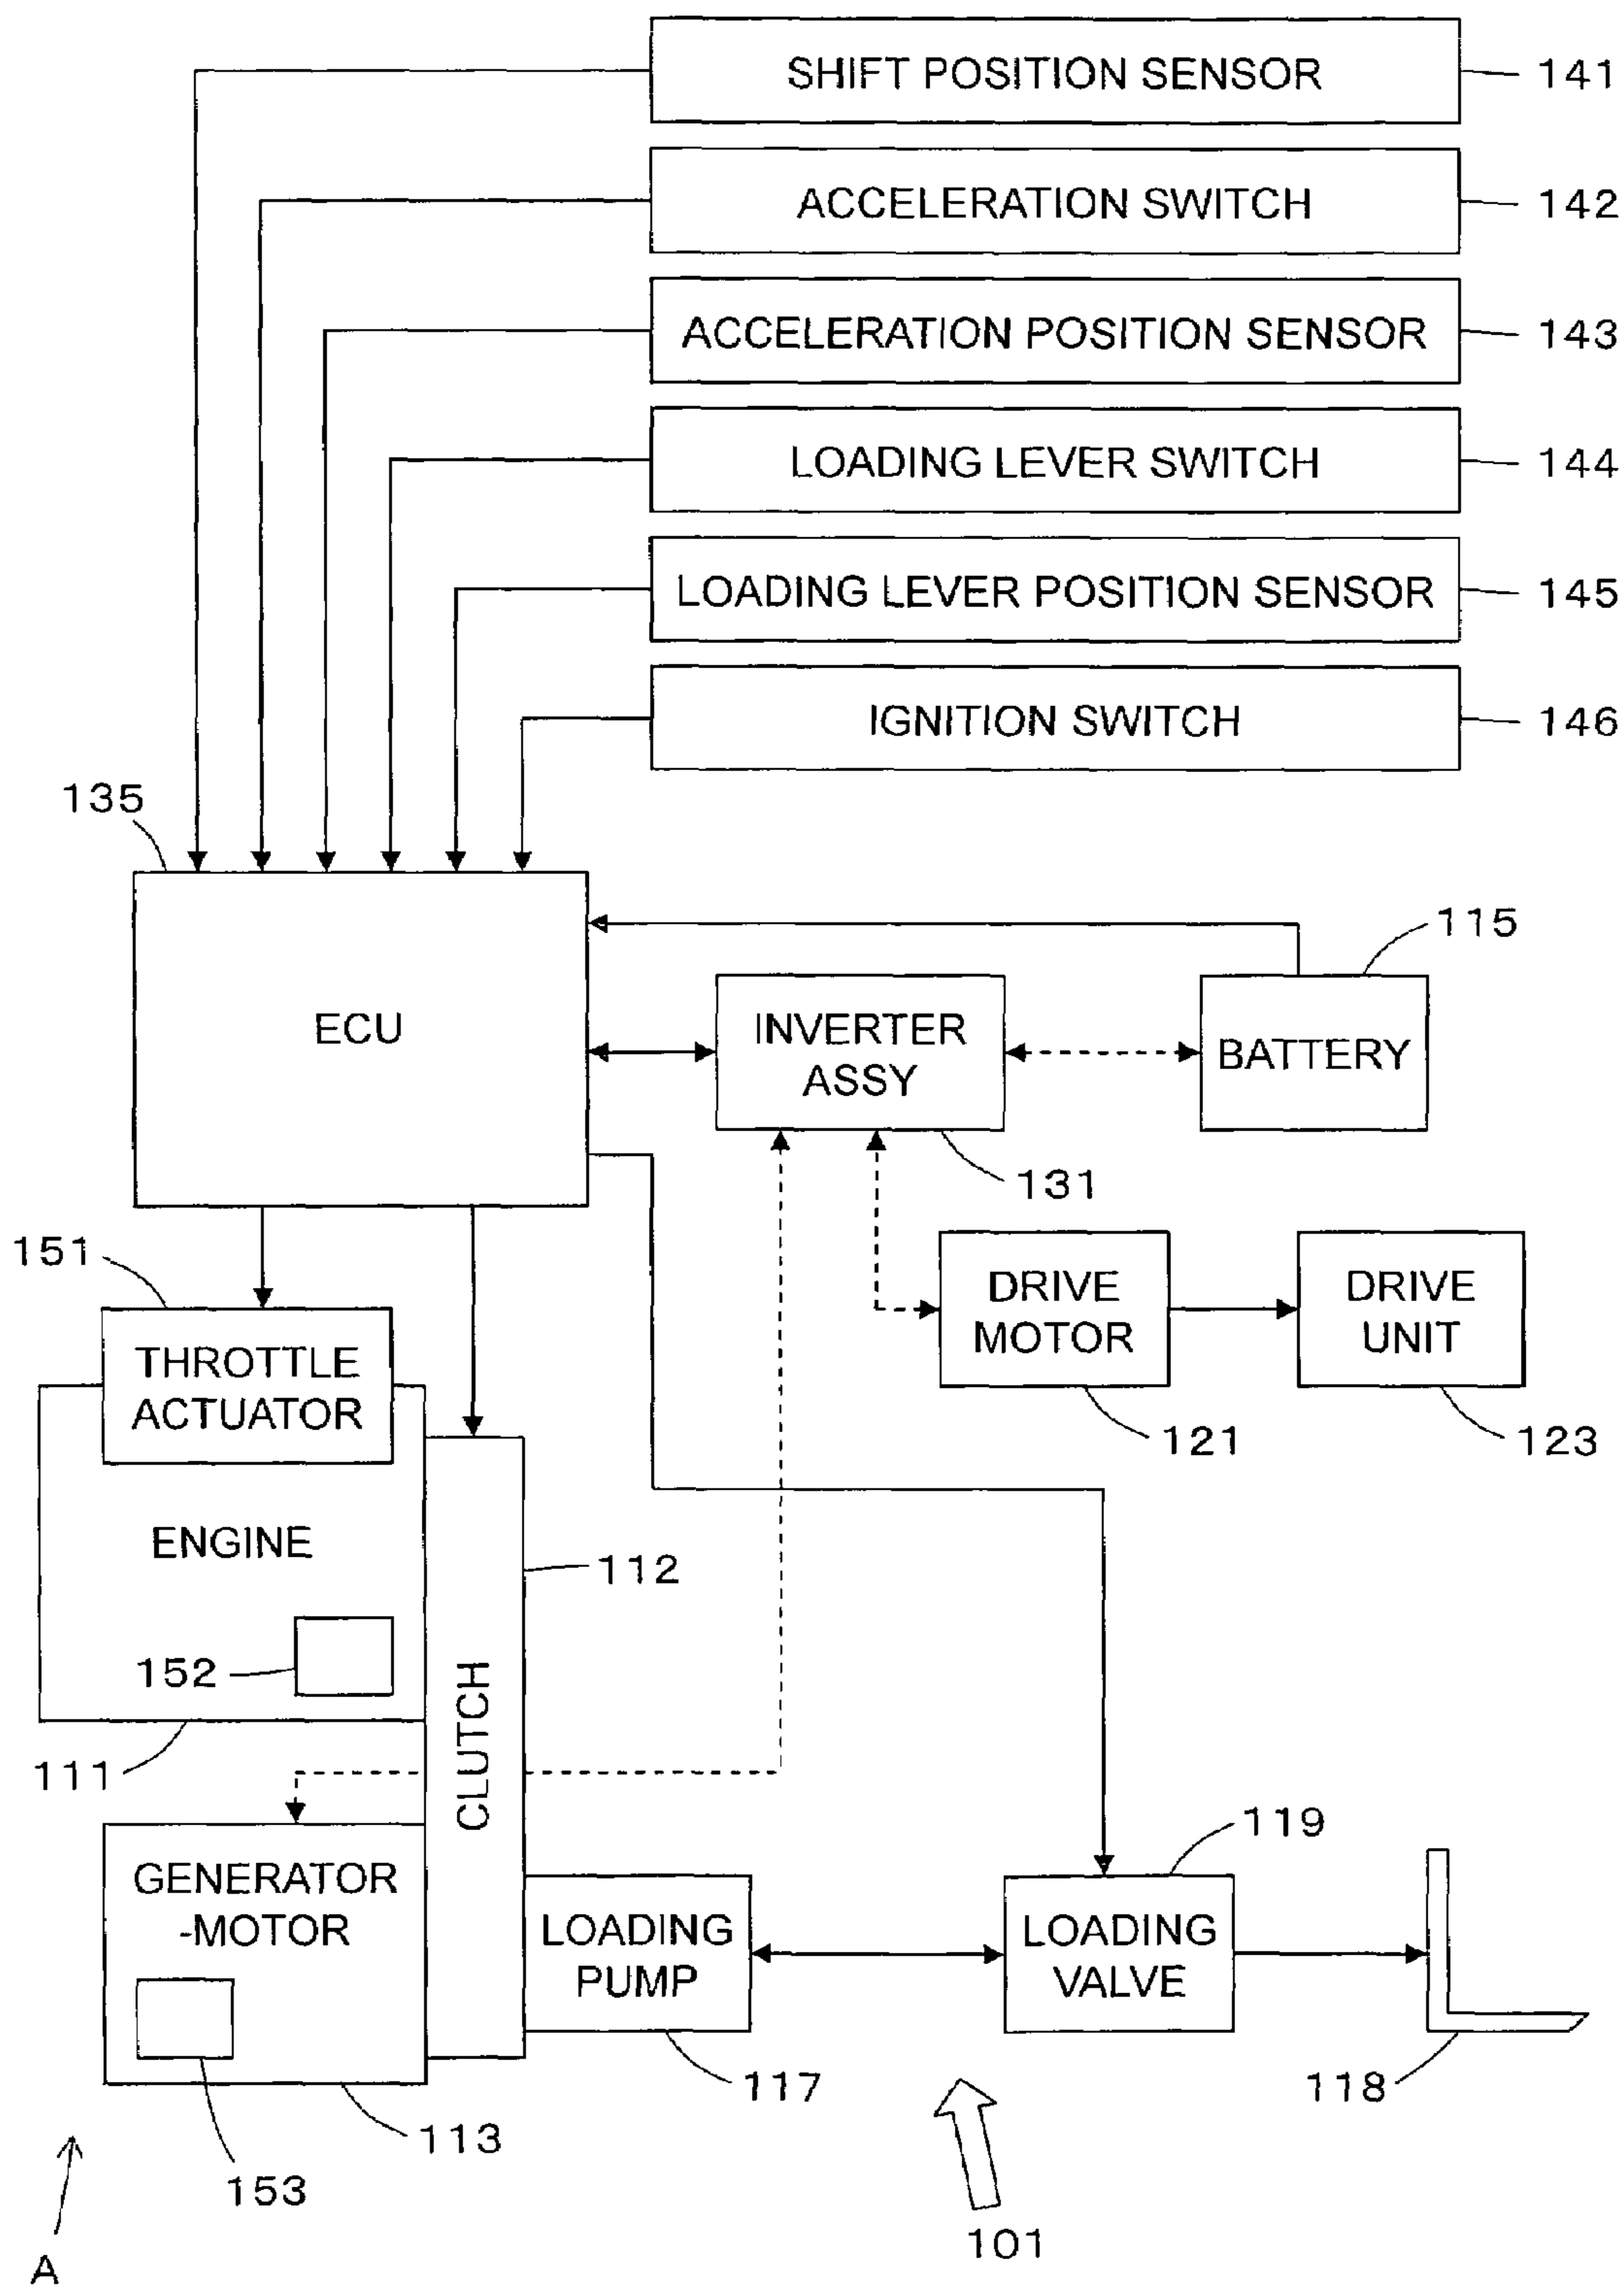 SHIFT POSITION SENSOR 141
ACCELERATION SWITCH 142
ACCELERATION POSITION SENSOR 143
LOADING LEVER SWITCH 144
LOADING LEVER POSITION SENSOR 145
IGNITION SWITCH 146
135
115
ECU
INVERTER
ASSY
BATTERY
131
151
DRIVE
MOTOR
DRIVE
UNIT
THROTTLE
ACTUATOR
121
123
ENGINE
112
152
CLUTCH
111
119
GENERATOR
-MOTOR
LOADING
PUMP
LOADING
VALVE
117
118
113
153
101
A